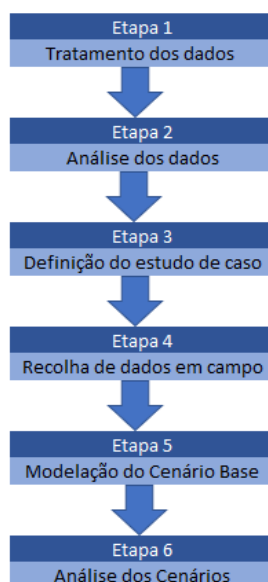 Etapa 1
Tratamento dos dados
Etapa 2
Análise dos dados
Etapa 3
Definição do estudo de caso
Etapa 4
Recolha de dados em campo
Etapa 5
Modelação do Cenário Base
Etapa 6
Análise dos Cenários